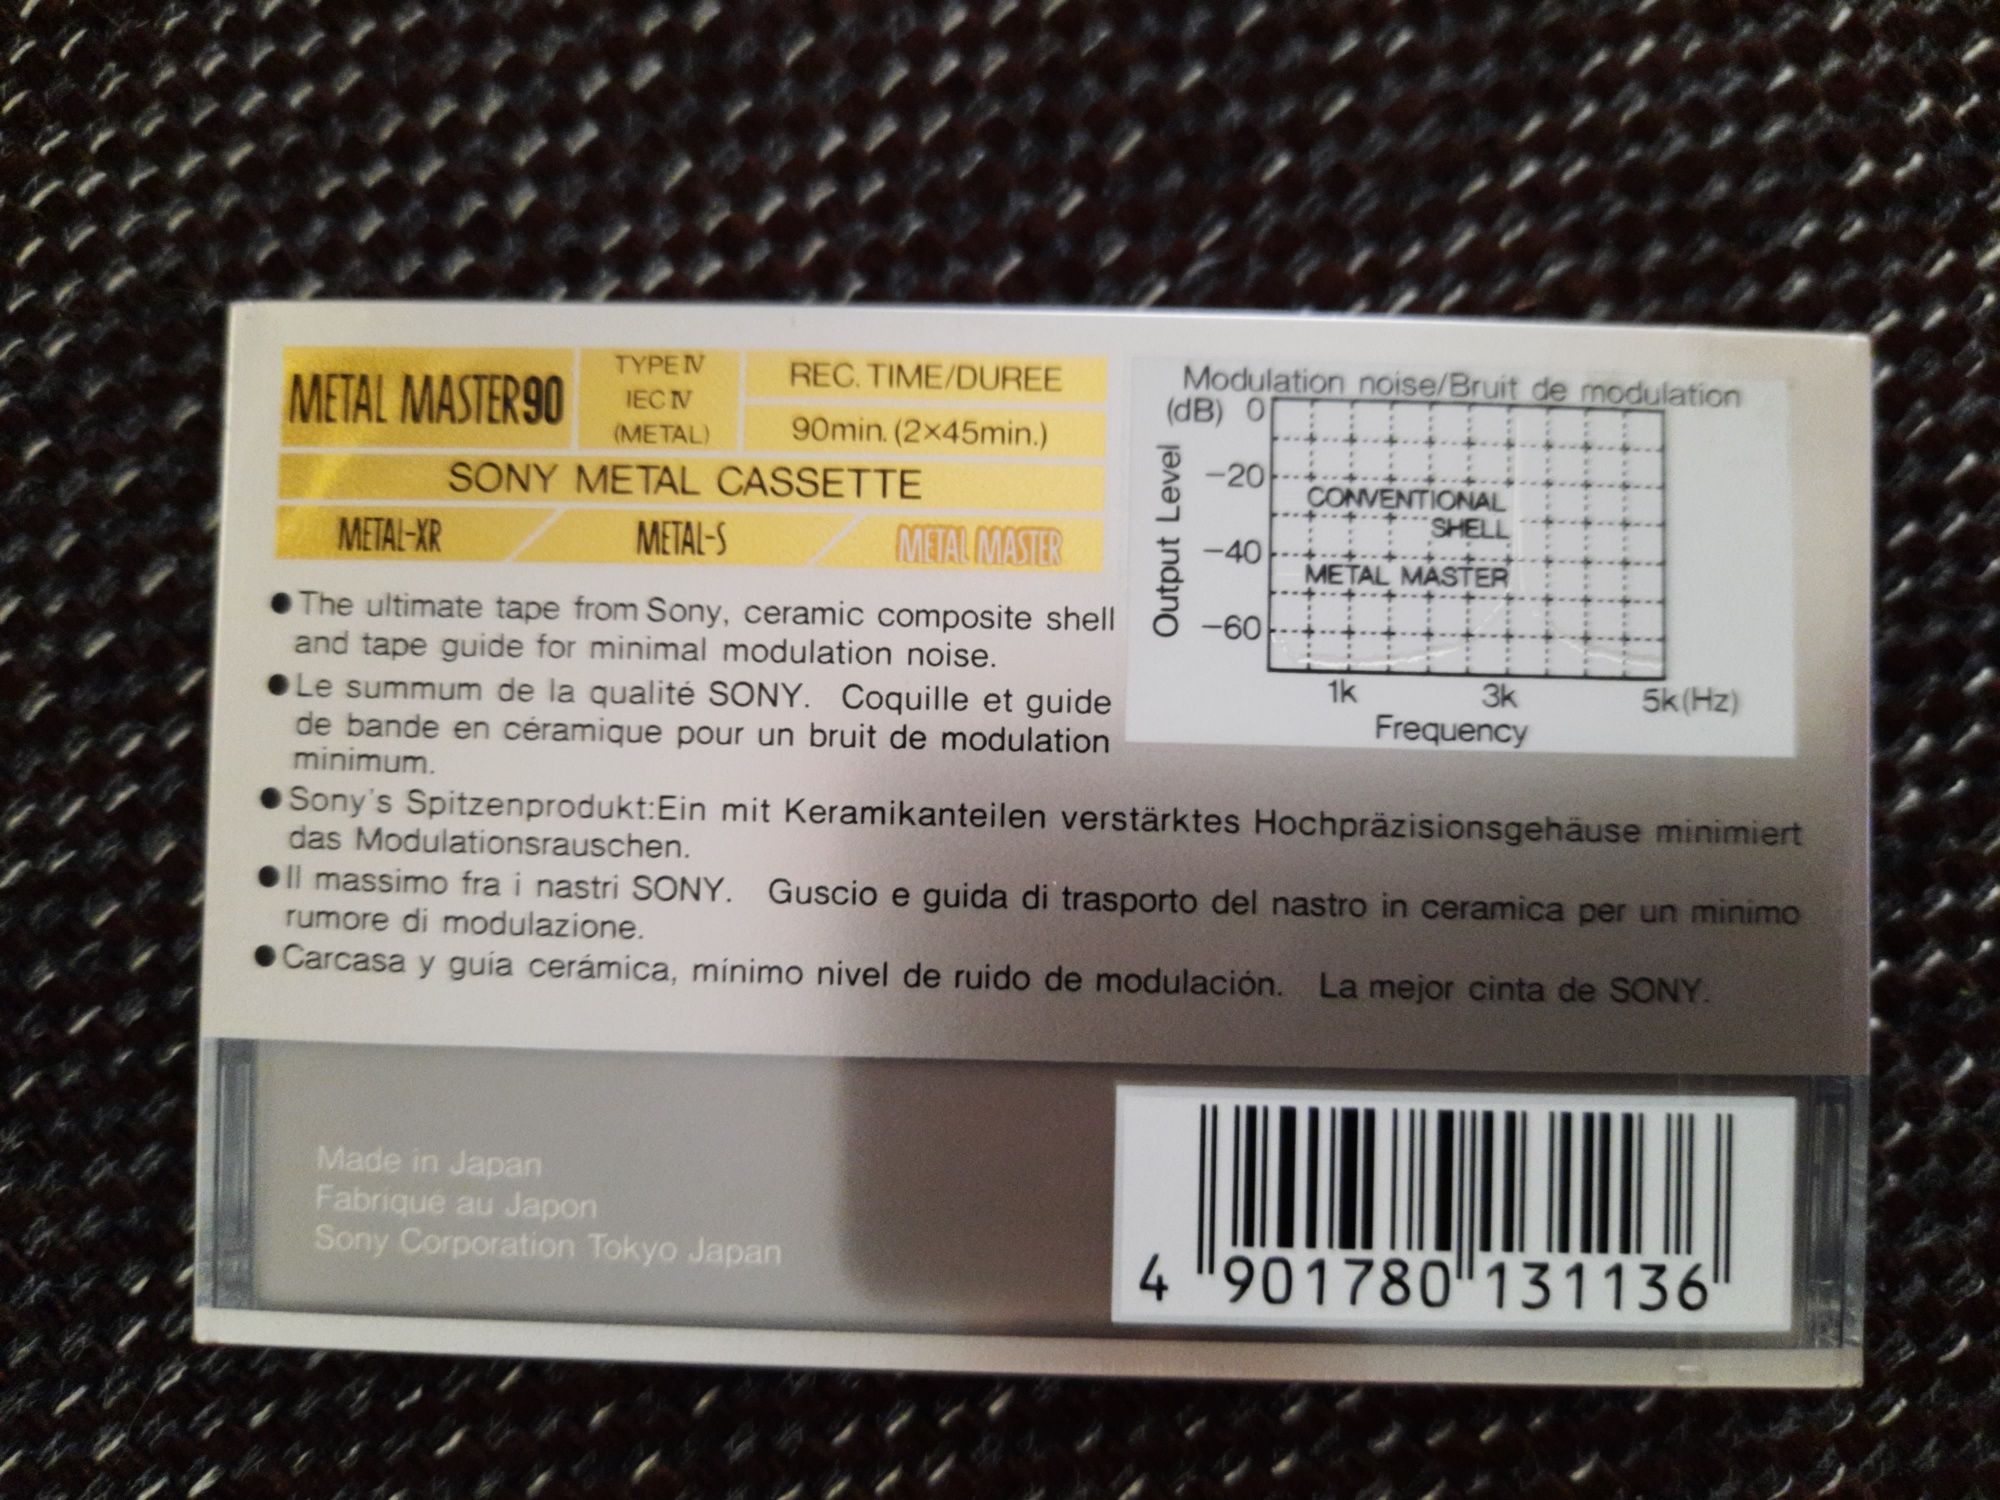 METAL MASTER90
TYPE IV
IEC IV
(METAL)
REC. TIME/DUREE
90min. (2×45min.)
SONY METAL CASSETTE
METAL-XR
METAL-S
METAL MASTER
●The ultimate tape from Sony, ceramic composite shell
and tape guide for minimal modulation noise.
●Le summum de la qualité SONY. Coquille et guide
de bande en céramique pour un bruit de modulation
minimum.
●Sony's Spitzenprodukt:Ein mit Keramikanteilen verstärktes Hochpräzisionsgehäuse minimiert
das Modulationsrauschen.
●Il massimo fra i nastri SONY. Guscio e guida di trasporto del nastro in ceramica per un minimo
rumore di modulazione.
●Carcasa y guía cerámica, mínimo nivel de ruido de modulación. La mejor cinta de SONY.
Modulation noise/Bruit de modulation
(dB) 0
-20
-40
-60
Output Level
CONVENTIONAL
SHELL
METAL MASTER
1k 3k 5k(Hz)
Frequency
Made in Japan
Fabriqué au Japon
Sony Corporation Tokyo Japan
4 901780 131136